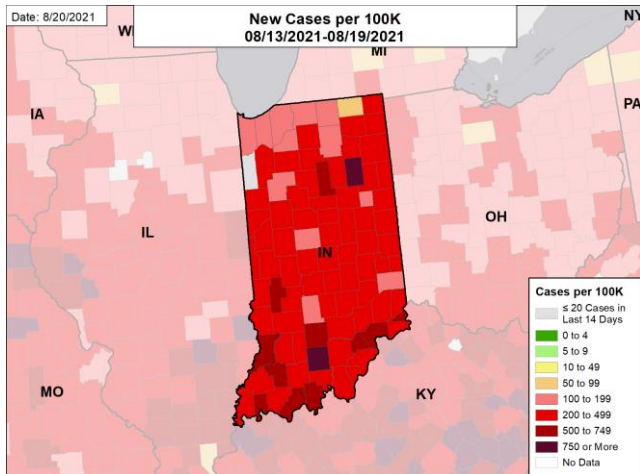 Date: 8/20/2021
New Cases per 100K
08/13/2021-08/19/2021
WI
MI
NY
IA
PA
IL
IN
OH
MO
KY
Cases per 100K
≤ 20 Cases in
Last 14 Days
0 to 4
5 to 9
10 to 49
50 to 99
100 to 199
200 to 499
500 to 749
750 or More
No Data